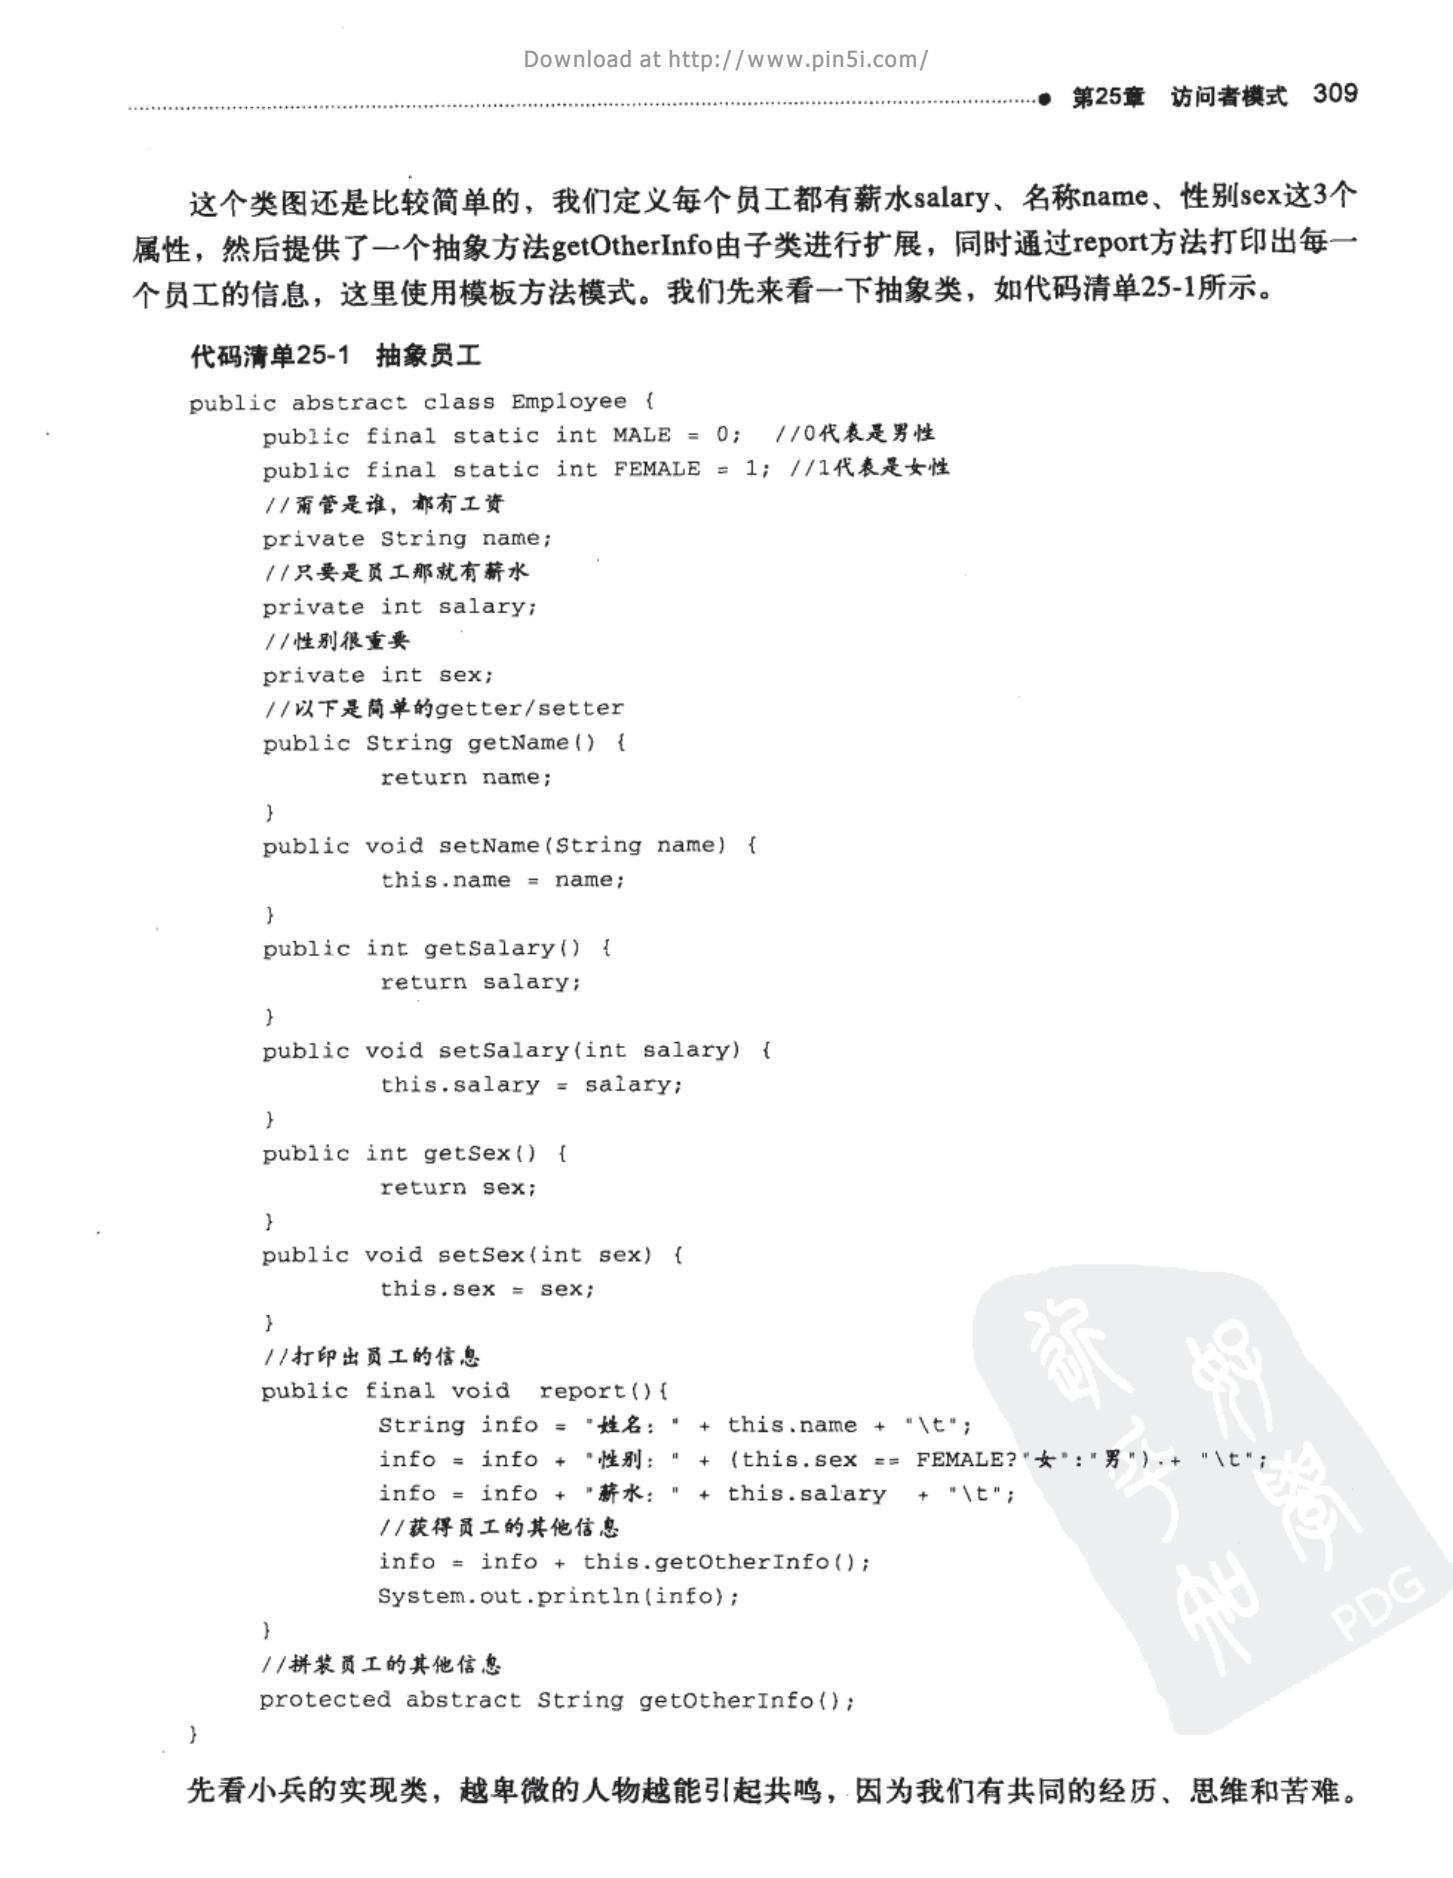 Download at http://www.pin5i.com/
第25章 访问者模式 309
这个类图还是比较简单的，我们定义每个员工都有薪水salary、名称name、性别sex这3个
属性，然后提供了一个抽象方法getOtherInfo由子类进行扩展，同时通过report方法打印出每一
个员工的信息，这里使用模板方法模式。我们先来看一下抽象类，如代码清单25-1所示。
代码清单25-1 抽象员工
public abstract class Employee {
public final static int MALE = 0; //0代表是男性
public final static int FEMALE = 1; //1代表是女性
//甭管是谁，都有工资
private String name;
//只要是员工那就有薪水
private int salary;
//性别很重要
private int sex;
//以下是简单的getter/setter
public String getName() {
return name;
}
public void setName(String name) {
this.name = name;
}
public int getSalary() {
return salary;
}
public void setSalary(int salary) {
this.salary = salary;
}
public int getSex() {
return sex;
}
public void setSex(int sex) {
this.sex = sex;
}
//打印出员工的信息
public final void report(){
String info = "姓名：" + this.name + "\t";
info = info + "性别：" + (this.sex == FEMALE?"女":"男") + "\t";
info = info + "薪水：" + this.salary + "\t";
//获得员工的其他信息
info = info + this.getOtherInfo();
System.out.println(info);
}
//拼装员工的其他信息
protected abstract String getOtherInfo();
}
先看小兵的实现类，越卑微的人物越能引起共鸣，因为我们有共同的经历、思维和苦难。
PDG